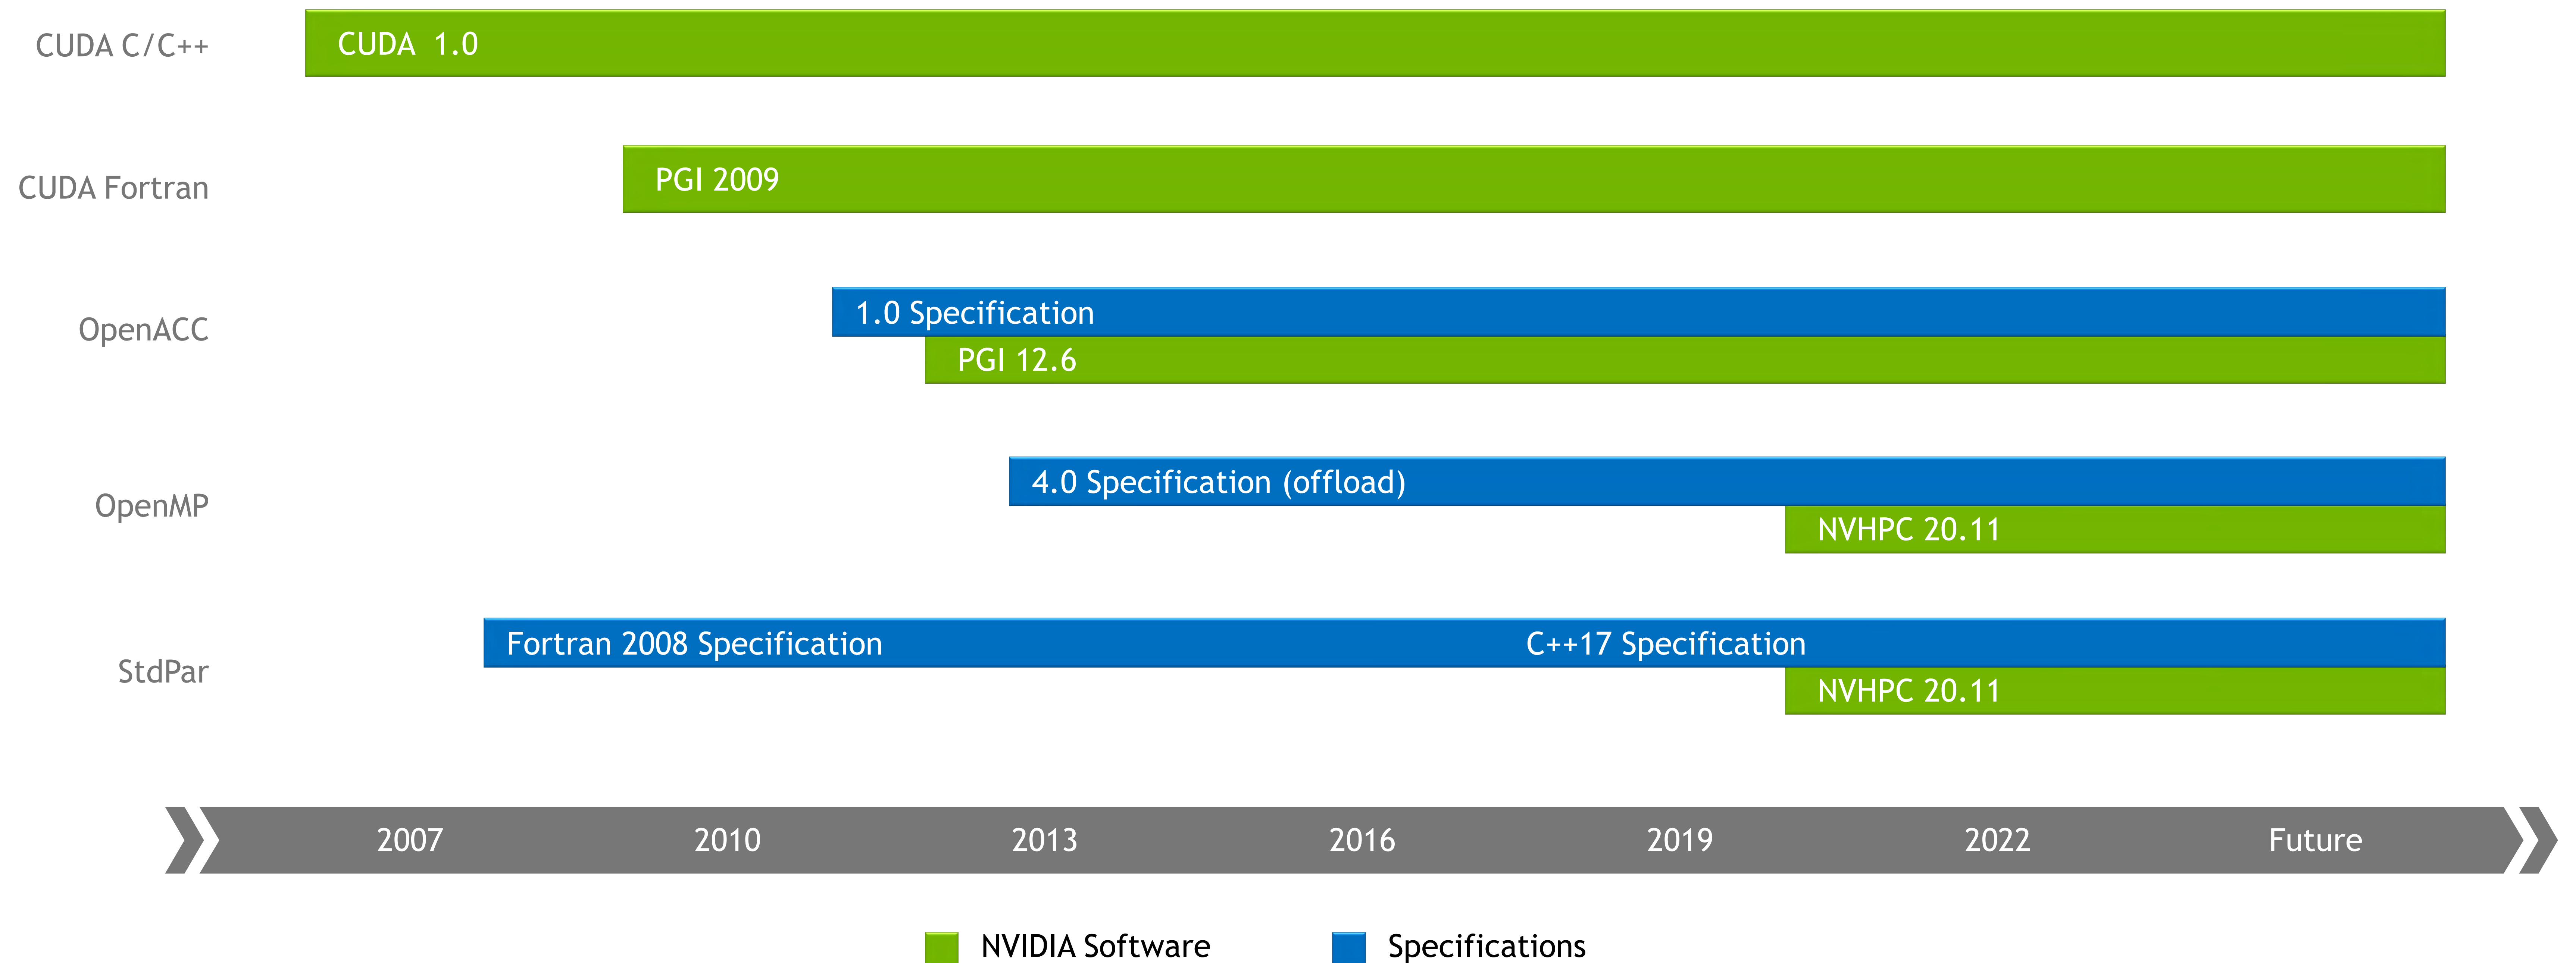 CUDA C/C++
CUDA 1.0
CUDA Fortran
PGI 2009
OpenACC
1.0 Specification
PGI 12.6
OpenMP
4.0 Specification (offload)
NVHPC 20.11
StdPar
Fortran 2008 Specification
C++17 Specification
NVHPC 20.11
2007 2010 2013 2016 2019 2022 Future
NVIDIA Software
Specifications